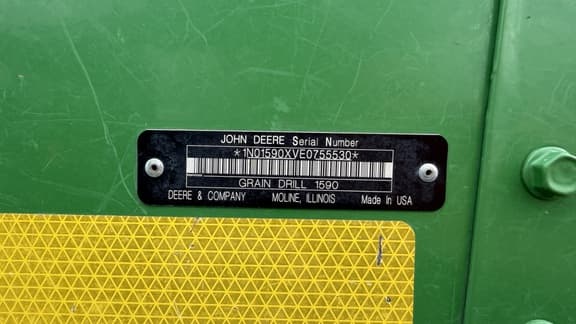 JOHN DEERE Serial Number
*1N01590XVE0755530*
GRAIN DRILL 1590
DEERE & COMPANY MOLINE, ILLINOIS Made In USA